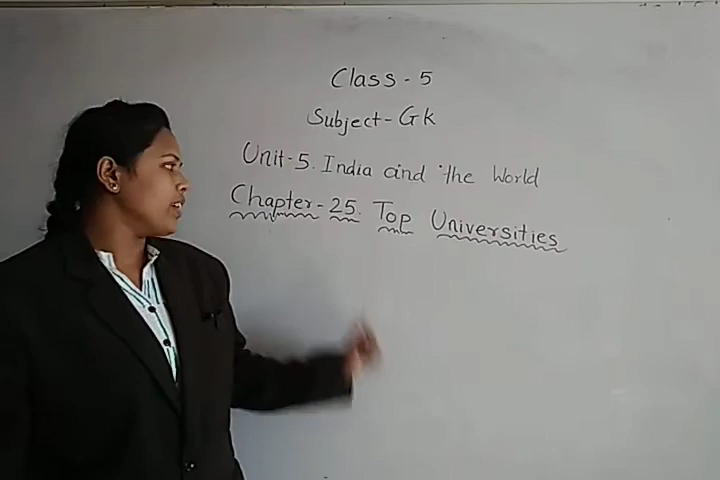 Class - 5
Subject - GK
Unit - 5. India and the World
Chapter - 25. Top Universities